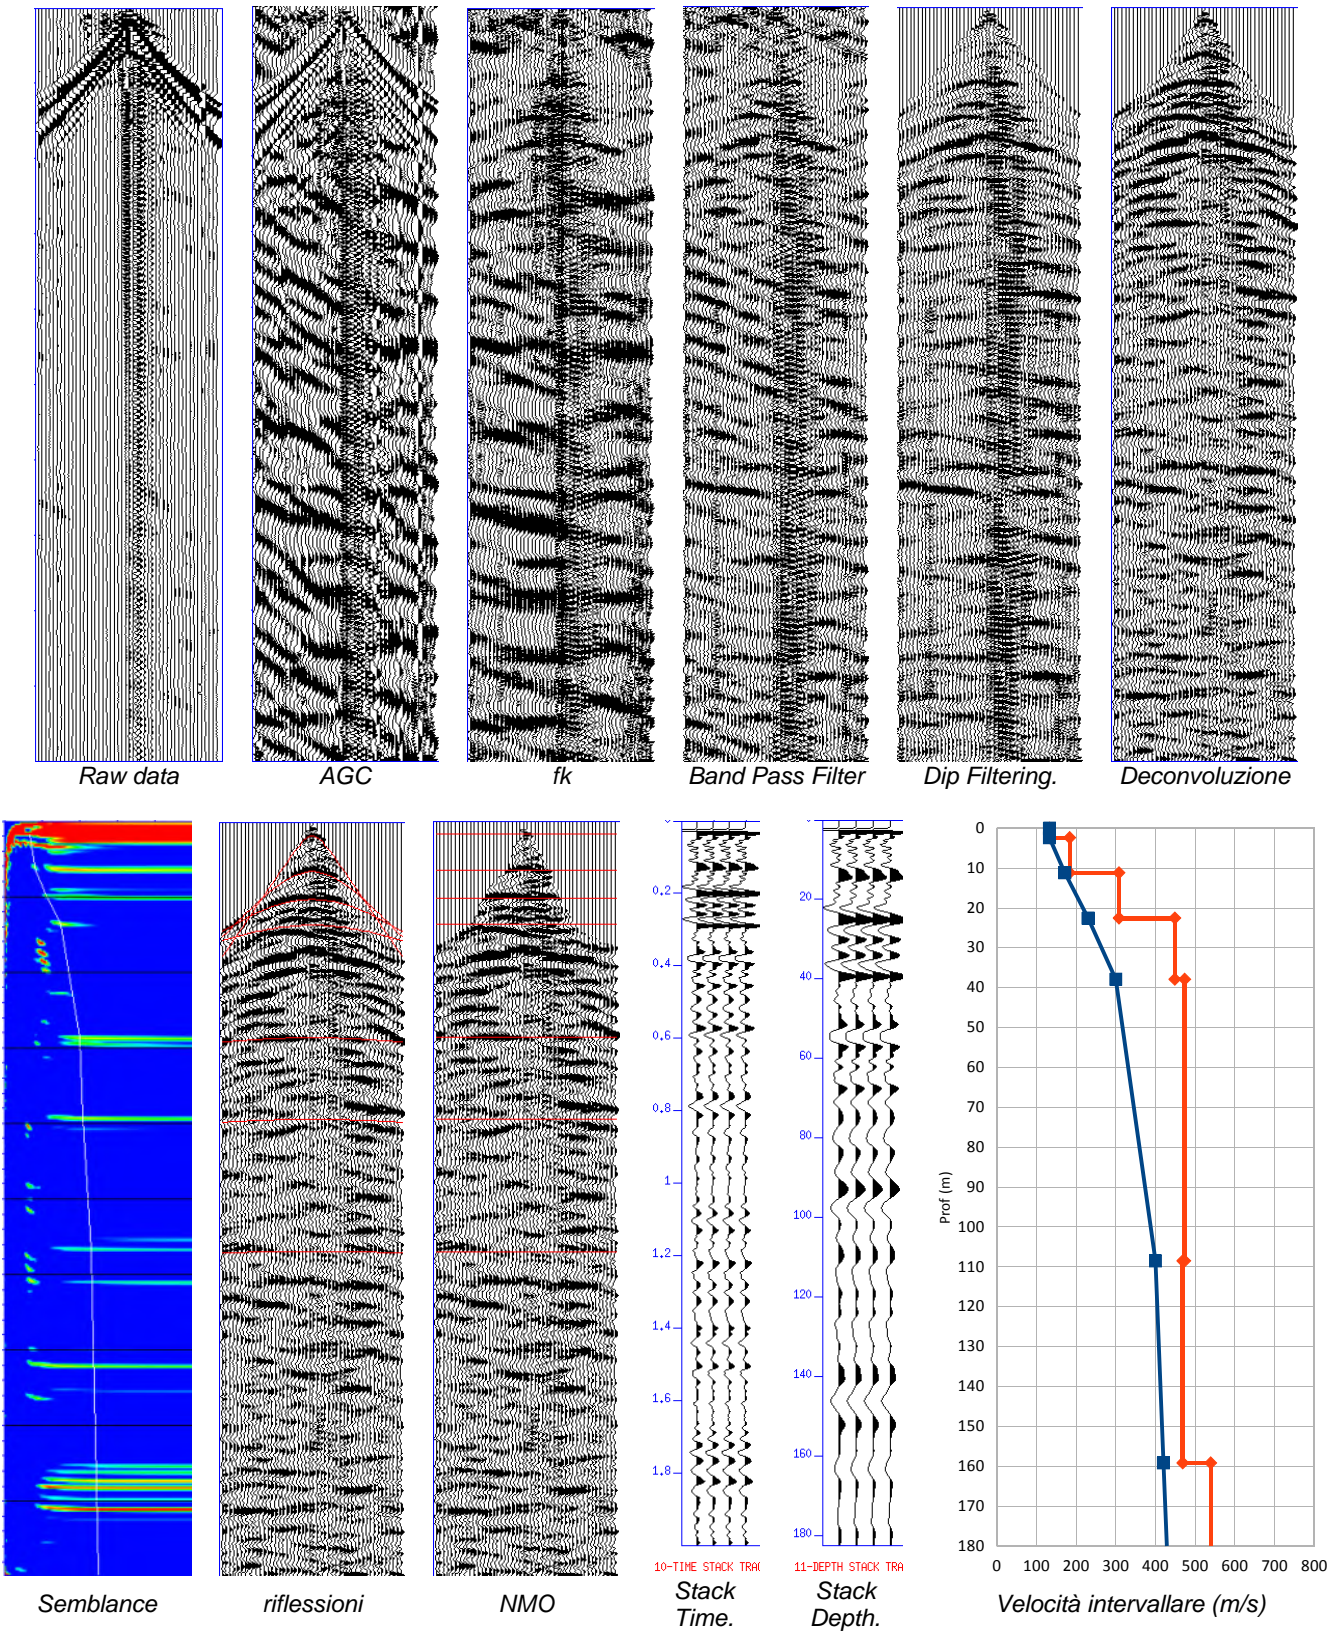 Raw data
AGC
fk
Band Pass Filter
Dip Filtering.
Deconvoluzione
0.2
0.4
0.6
0.8
1
1.2
1.4
1.6
1.8
10-TIME STACK TRA
20
40
60
80
100
120
140
160
180
11-DEPTH STACK TRA
0
10
20
30
40
50
60
70
80
90
100
110
120
130
140
150
160
170
180
Prof (m)
0 100 200 300 400 500 600 700 800
Semblance
riflessioni
NMO
Stack
Time.
Stack
Depth.
Velocità intervallare (m/s)